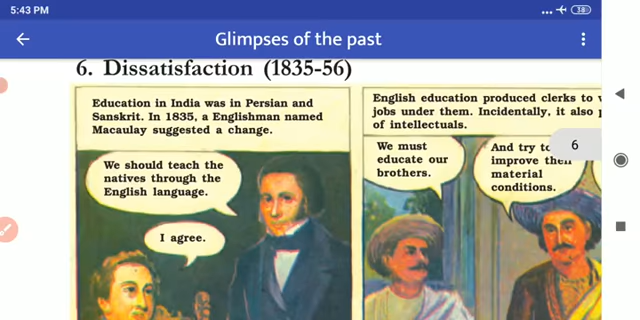 5:43 PM
38
Glimpses of the past
6. Dissatisfaction (1835-56)
Education in India was in Persian and
Sanskrit. In 1835, a Englishman named
Macaulay suggested a change.
We should teach the
natives through the
English language.
I agree.
English education produced clerks to
jobs under them. Incidentally, it also
of intellectuals.
We must
educate our
brothers.
And try to
improve their
material
conditions.
6